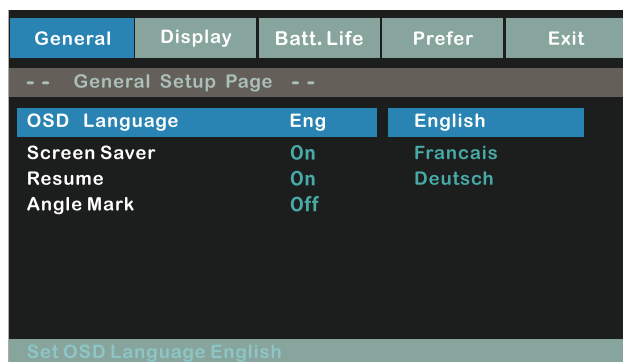 General Display Batt. Life Prefer Exit
-- General Setup Page --
OSD Language Eng English
Screen Saver On Francais
Resume On Deutsch
Angle Mark Off
Set OSD Language English